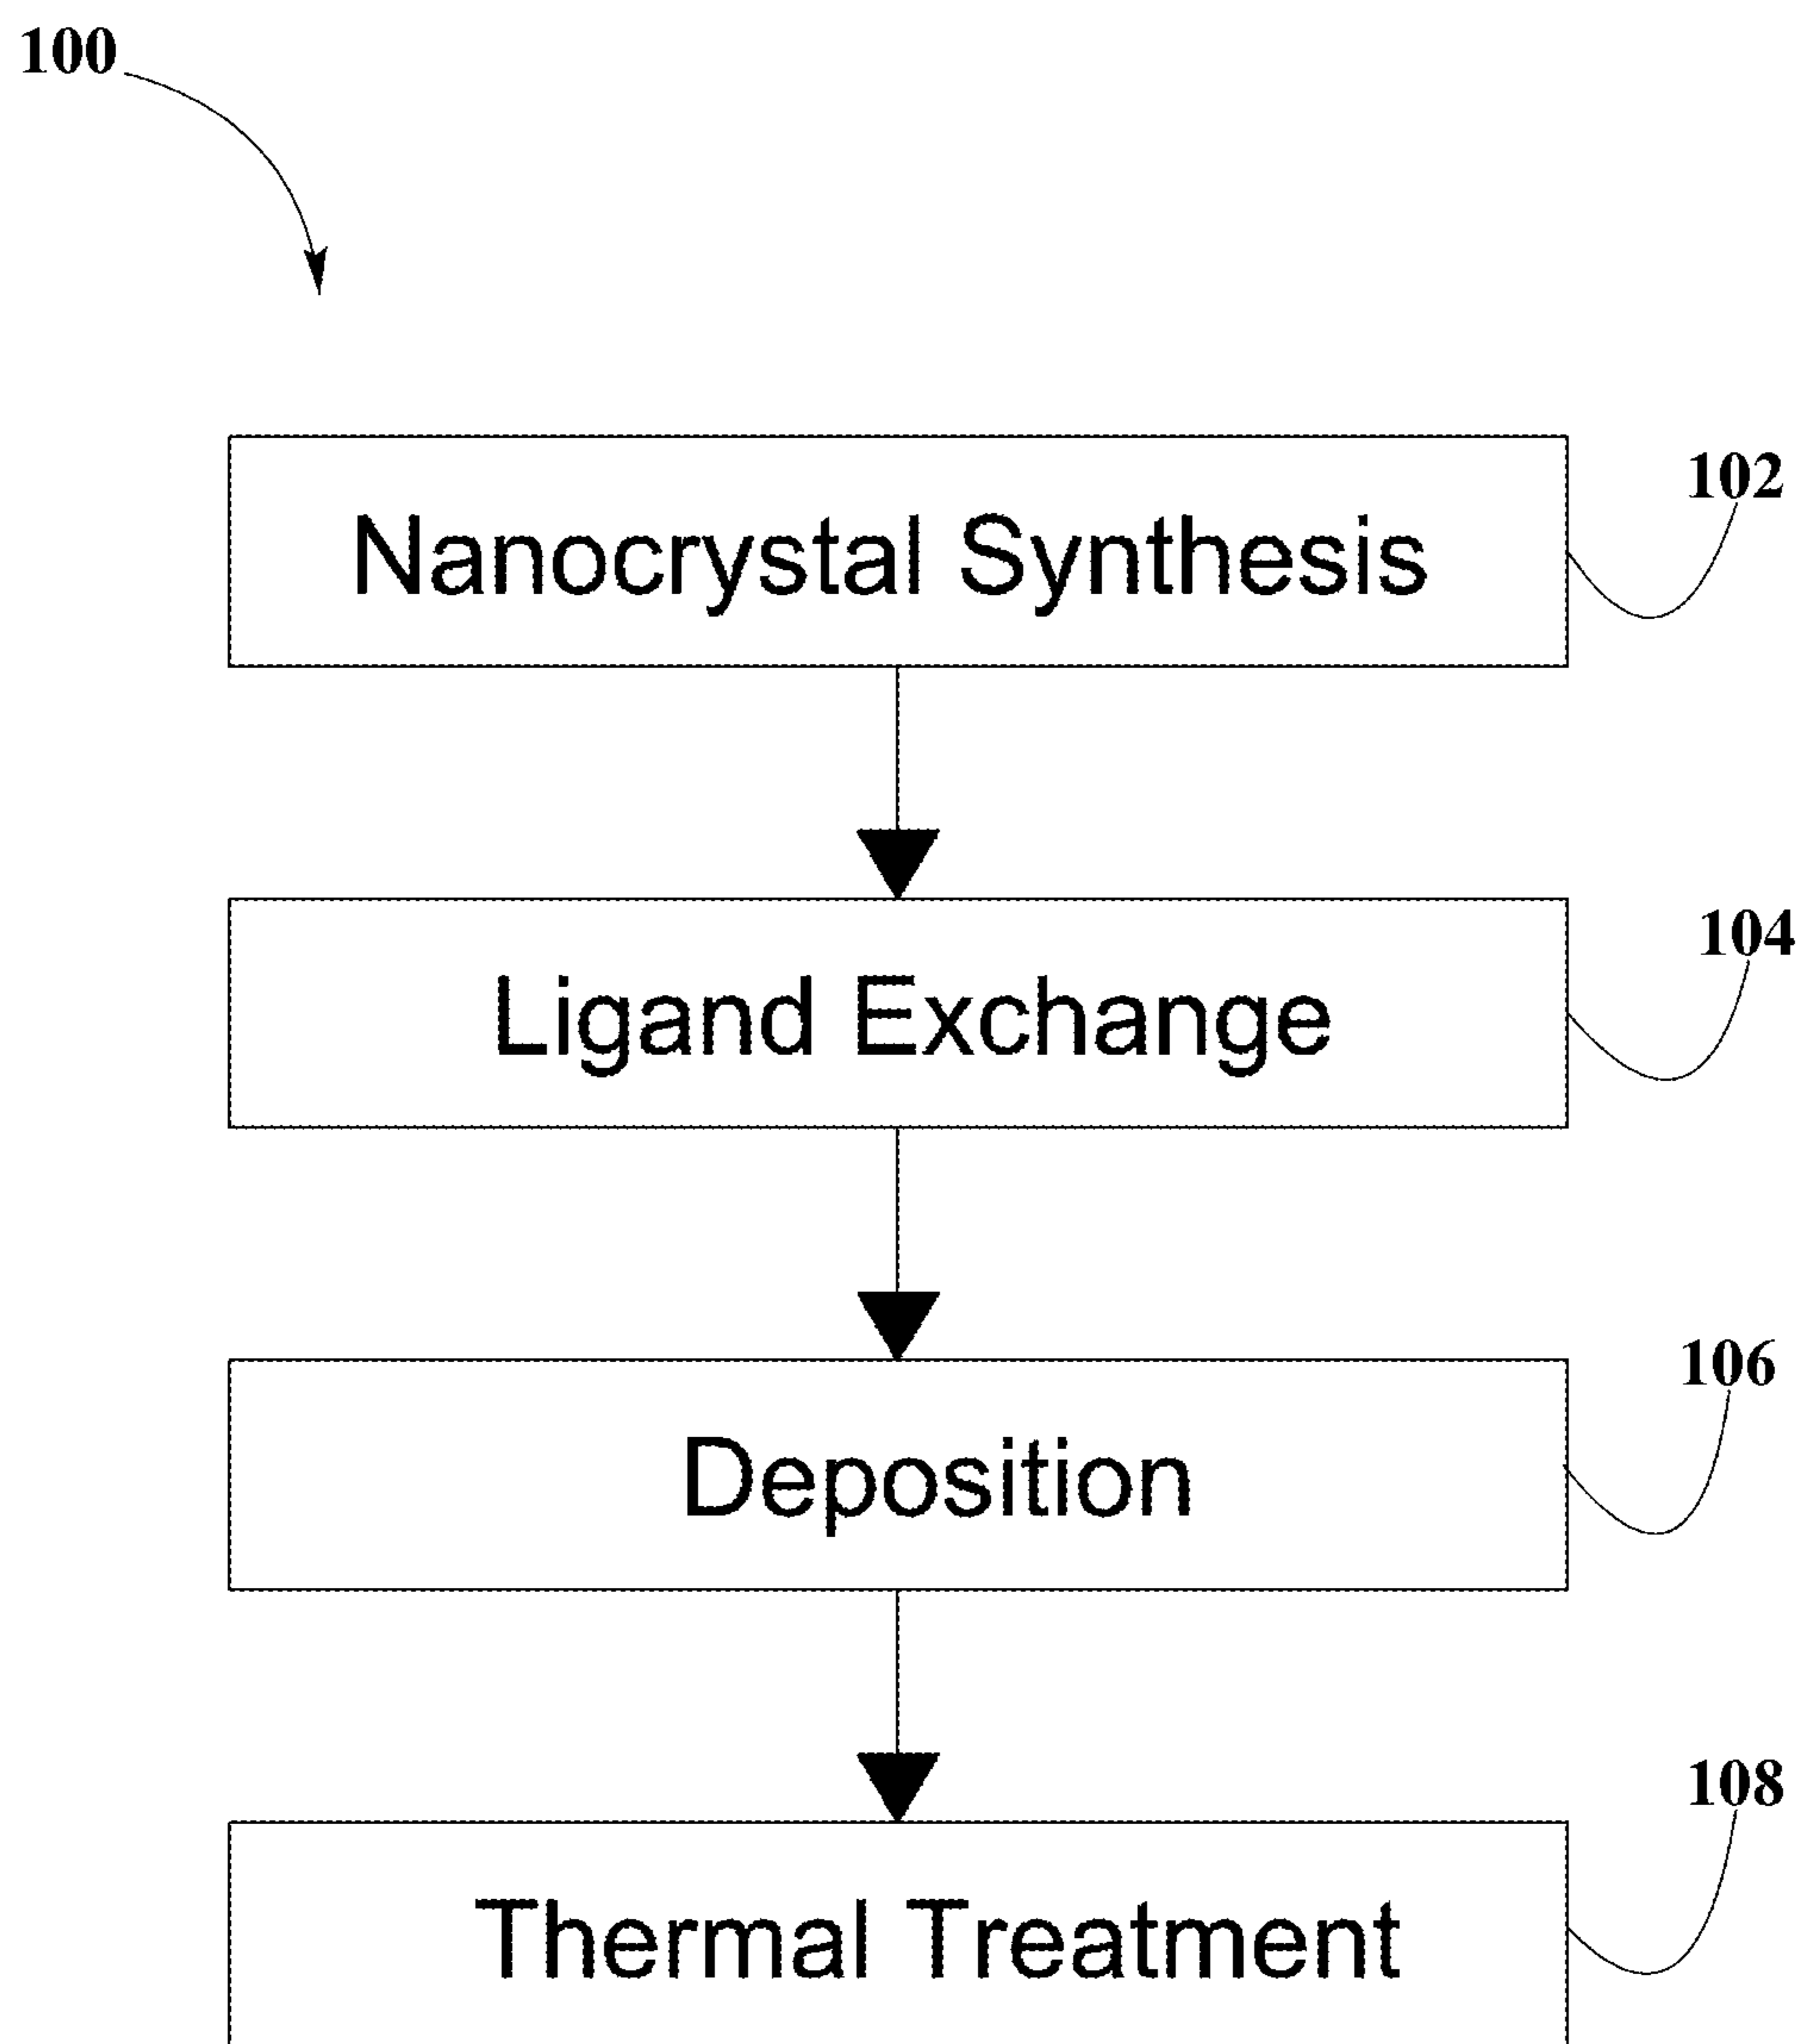 100
Nanocrystal Synthesis
102
Ligand Exchange
104
Deposition
106
Thermal Treatment
108